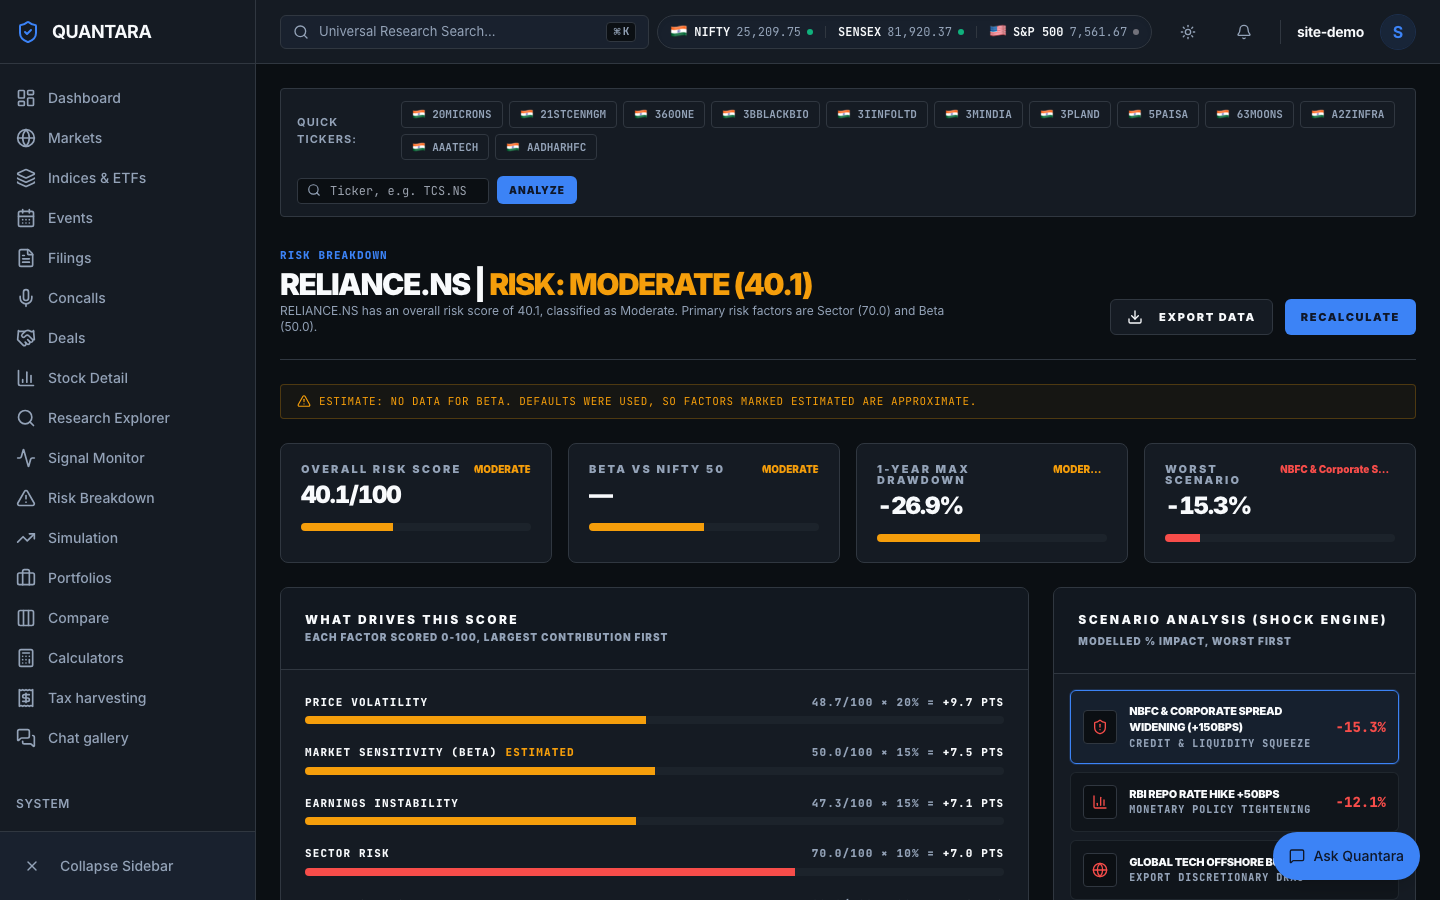 QUANTARA
Universal Research Search...
⌘K
NIFTY 25,209.75
SENSEX 81,920.37
S&P 500 7,561.67
site-demo
S
Dashboard
Markets
Indices & ETFs
Events
Filings
Concalls
Deals
Stock Detail
Research Explorer
Signal Monitor
Risk Breakdown
Simulation
Portfolios
Compare
Calculators
Tax harvesting
Chat gallery
SYSTEM
Collapse Sidebar
QUICK
TICKERS:
20MICRONS
21STCENMGM
360ONE
3BBLACKBIO
3IINFOLTD
3MINDIA
3PLAND
5PAISA
63MOONS
A2ZINFRA
AAATECH
AADHARHFC
Ticker, e.g. TCS.NS
ANALYZE
RISK BREAKDOWN
RELIANCE.NS | RISK: MODERATE (40.1)
RELIANCE.NS has an overall risk score of 40.1, classified as Moderate. Primary risk factors are Sector (70.0) and Beta
(50.0).
EXPORT DATA
RECALCULATE
ESTIMATE: NO DATA FOR BETA. DEFAULTS WERE USED, SO FACTORS MARKED ESTIMATED ARE APPROXIMATE.
OVERALL RISK SCORE MODERATE
40.1/100
BETA VS NIFTY 50 MODERATE
—
1-YEAR MAX
DRAWDOWN
MODER...
-26.9%
WORST
SCENARIO
NBFC & Corporate S...
-15.3%
WHAT DRIVES THIS SCORE
EACH FACTOR SCORED 0-100, LARGEST CONTRIBUTION FIRST
PRICE VOLATILITY 48.7/100 × 20% = +9.7 PTS
MARKET SENSITIVITY (BETA) ESTIMATED 50.0/100 × 15% = +7.5 PTS
EARNINGS INSTABILITY 47.3/100 × 15% = +7.1 PTS
SECTOR RISK 70.0/100 × 10% = +7.0 PTS
SCENARIO ANALYSIS (SHOCK ENGINE)
MODELLED % IMPACT, WORST FIRST
NBFC & CORPORATE SPREAD
WIDENING (+150BPS)
CREDIT & LIQUIDITY SQUEEZE
-15.3%
RBI REPO RATE HIKE +50BPS
MONETARY POLICY TIGHTENING
-12.1%
GLOBAL TECH OFFSHORE
EXPORT DISCRETIONARY
Ask Quantara